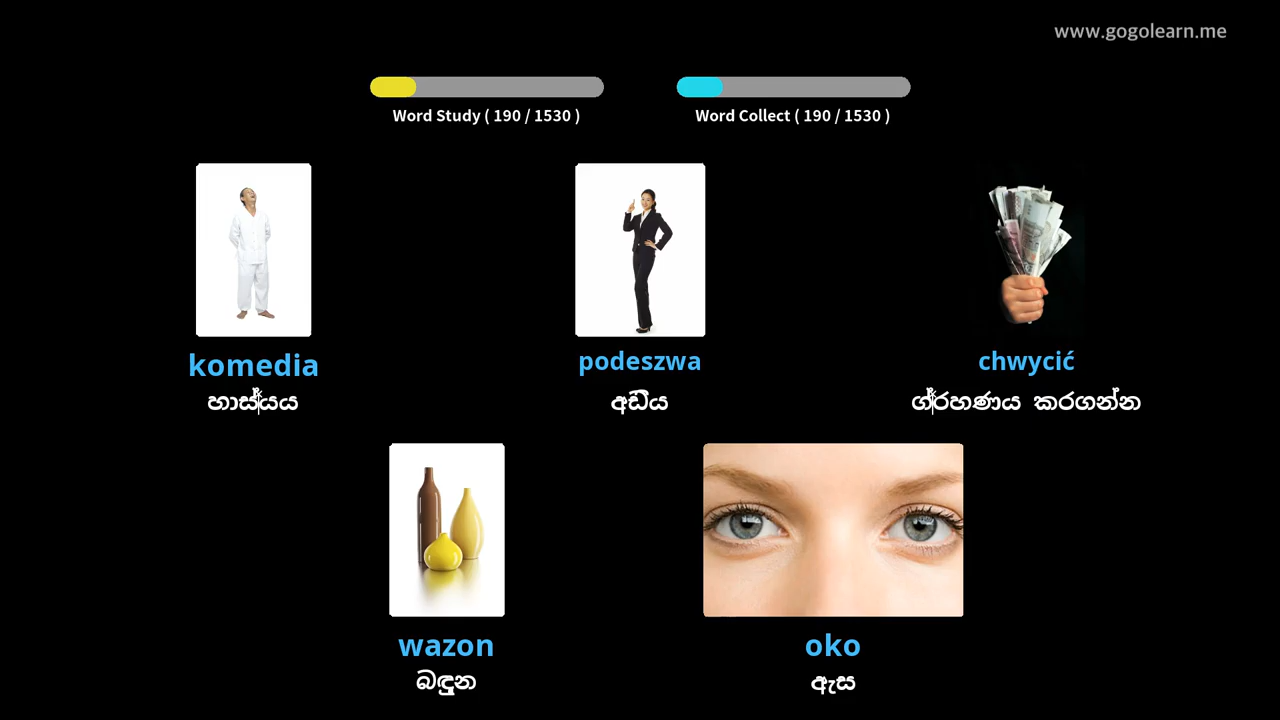 www.gogolearn.me
Word Study ( 190 / 1530 )
Word Collect ( 190 / 1530 )
komedia
හාස්‍යය
podeszwa
අඩිය
chwycić
ග්‍රහණය කරගන්න
wazon
බඳුන
oko
ඇස